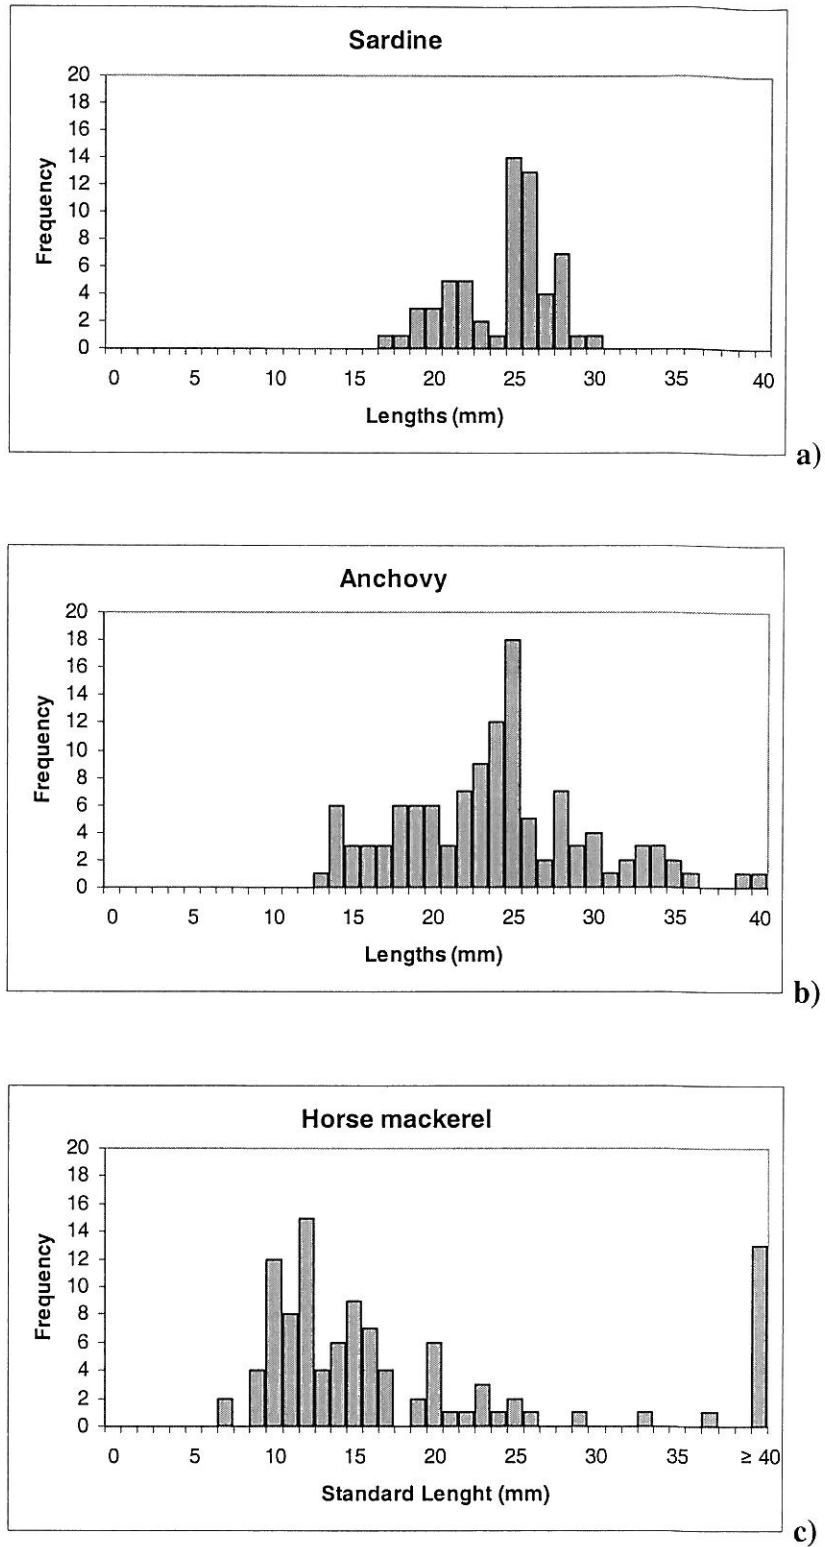 Sardine
20
18
16
14
12
10
8
6
4
2
0
Frequency
0 5 10 15 20 25 30 35 40
Lengths (mm)
a)
Anchovy
20
18
16
14
12
10
8
6
4
2
0
Frequency
0 5 10 15 20 25 30 35 40
Lengths (mm)
b)
Horse mackerel
20
18
16
14
12
10
8
6
4
2
0
Frequency
0 5 10 15 20 25 30 35 ≥ 40
Standard Lenght (mm)
c)